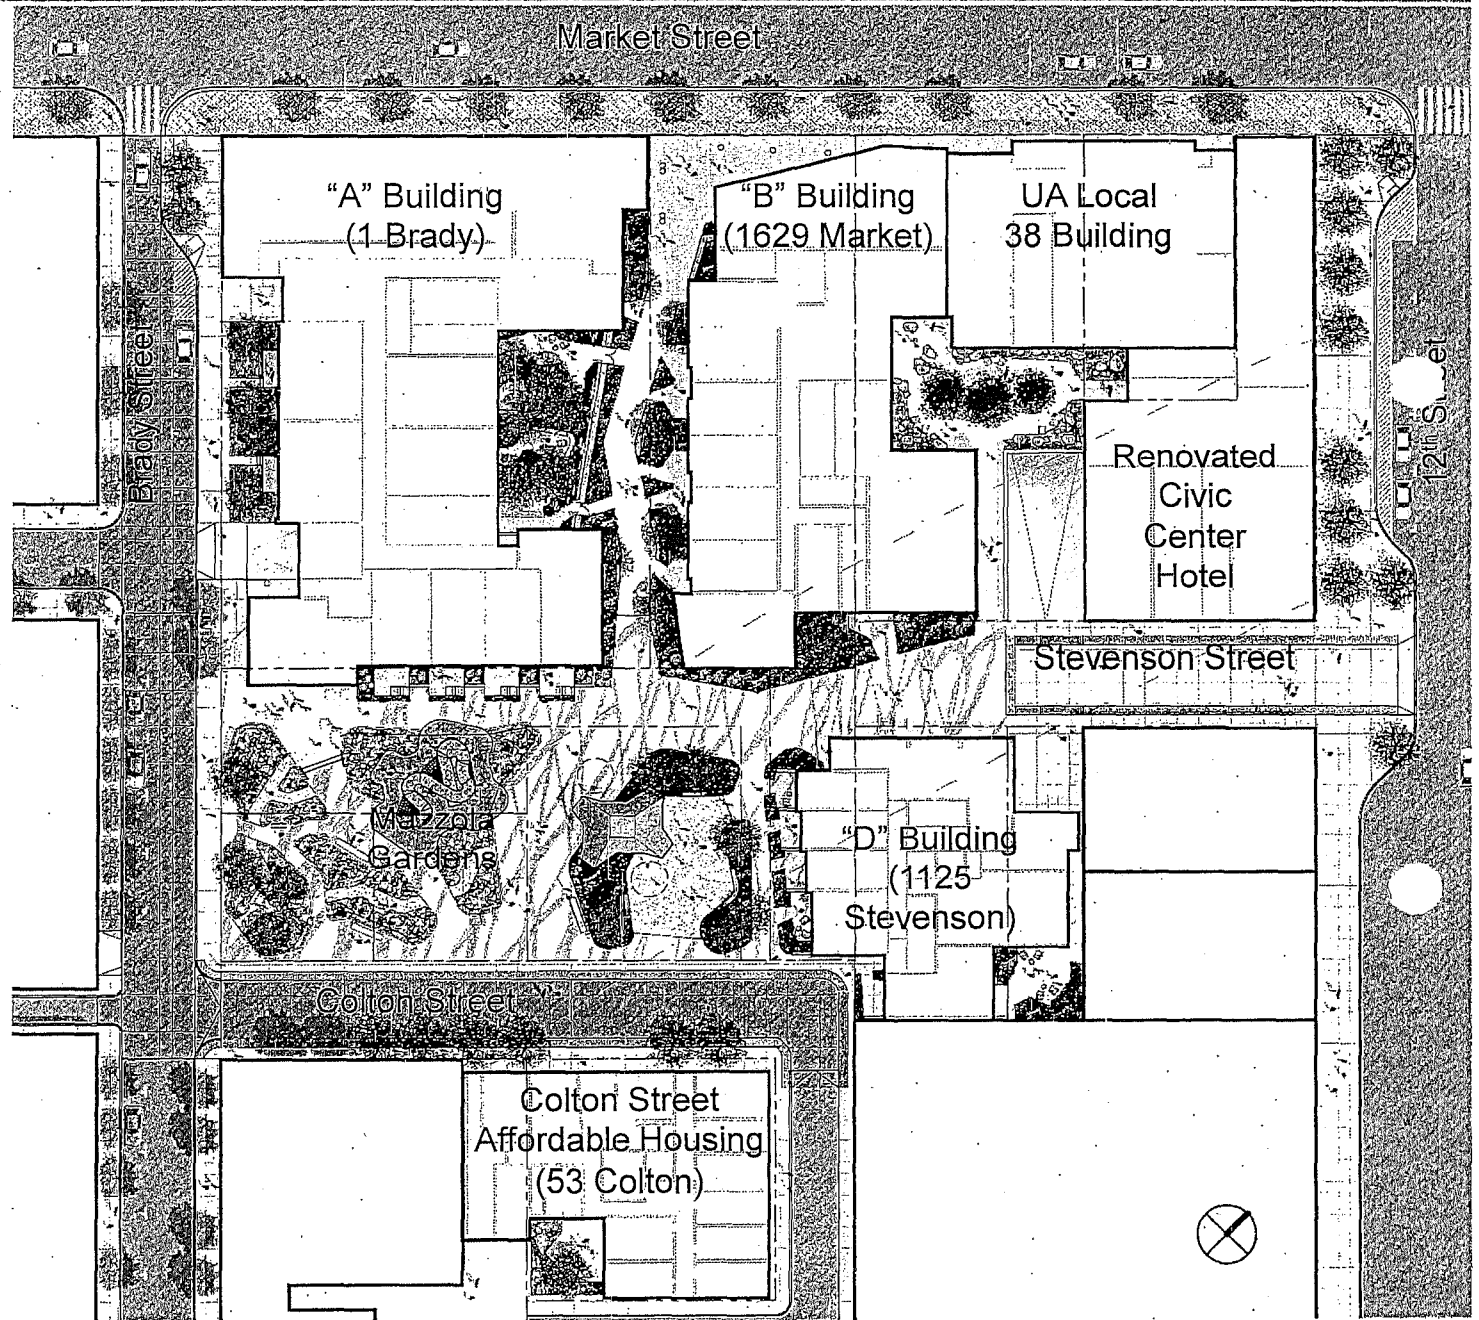 Market Street
“A” Building
(1 Brady)
“B” Building
(1629 Market)
UA Local
38 Building
Brady Street
12th Street
Renovated
Civic
Center
Hotel
Stevenson Street
Mazzola
Gardens
“D” Building
(1125
Stevenson)
Colton Street
Colton Street
Affordable Housing
(53 Colton)